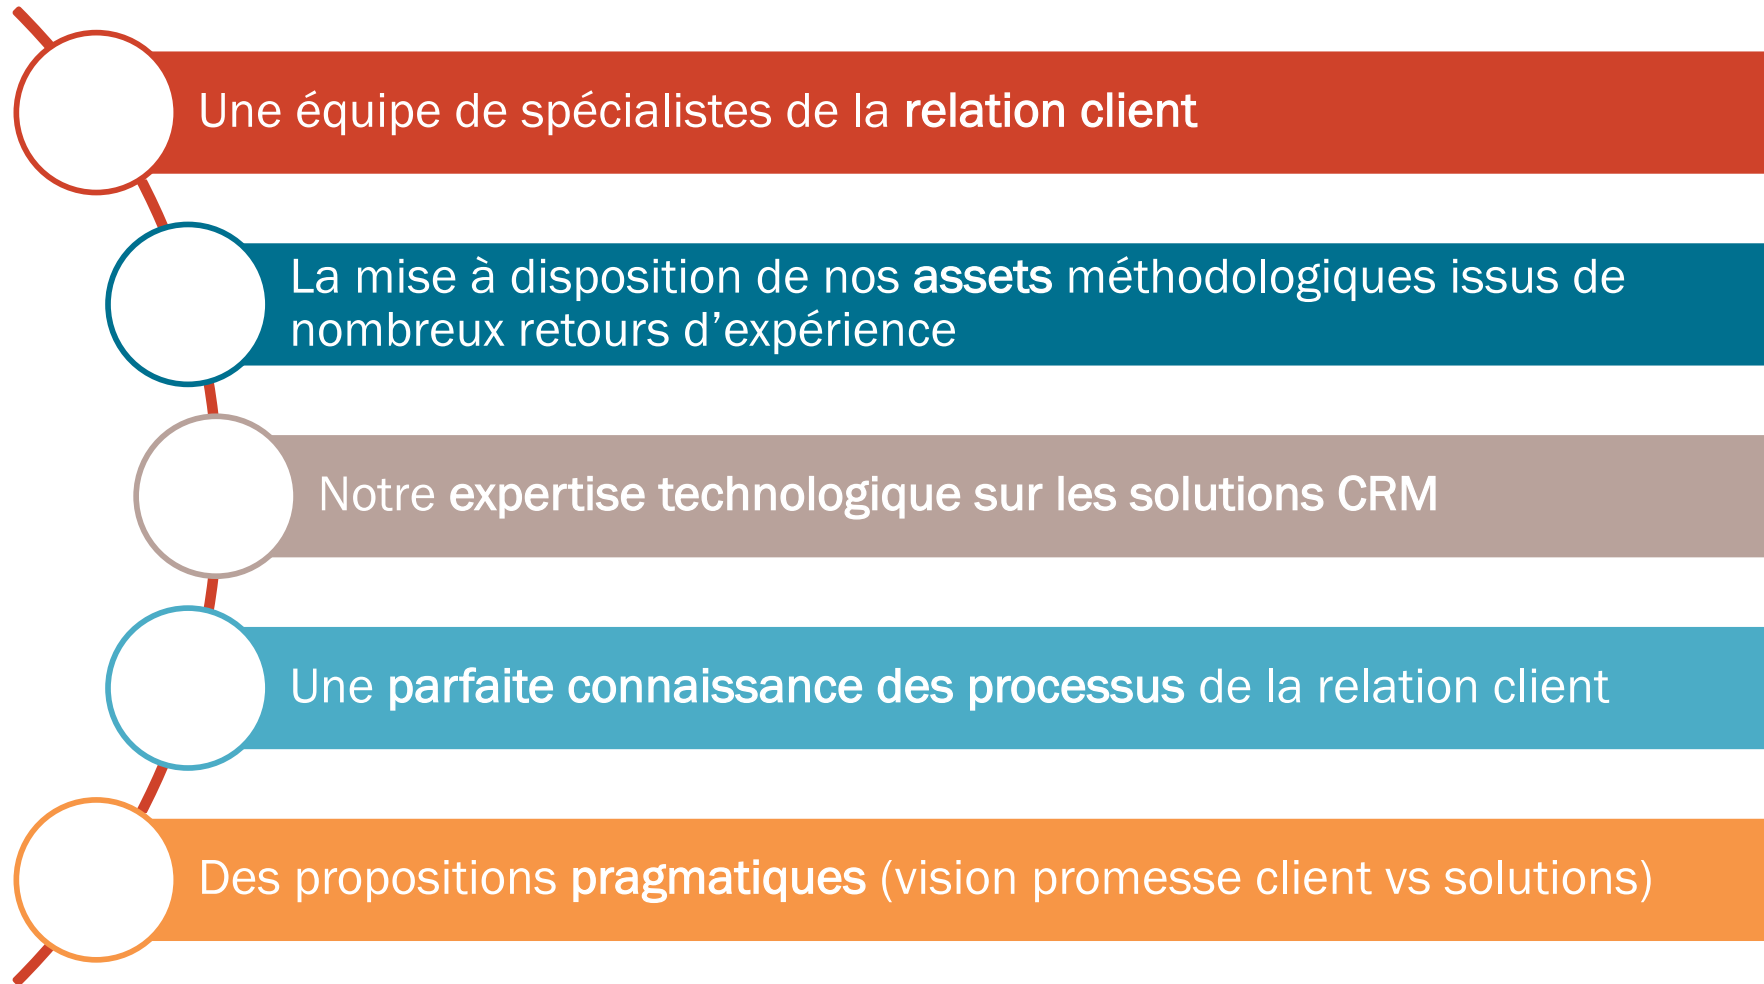 Une équipe de spécialistes de la relation client
La mise à disposition de nos assets méthodologiques issus de
nombreux retours d’expérience
Notre expertise technologique sur les solutions CRM
Une parfaite connaissance des processus de la relation client
Des propositions pragmatiques (vision promesse client vs solutions)